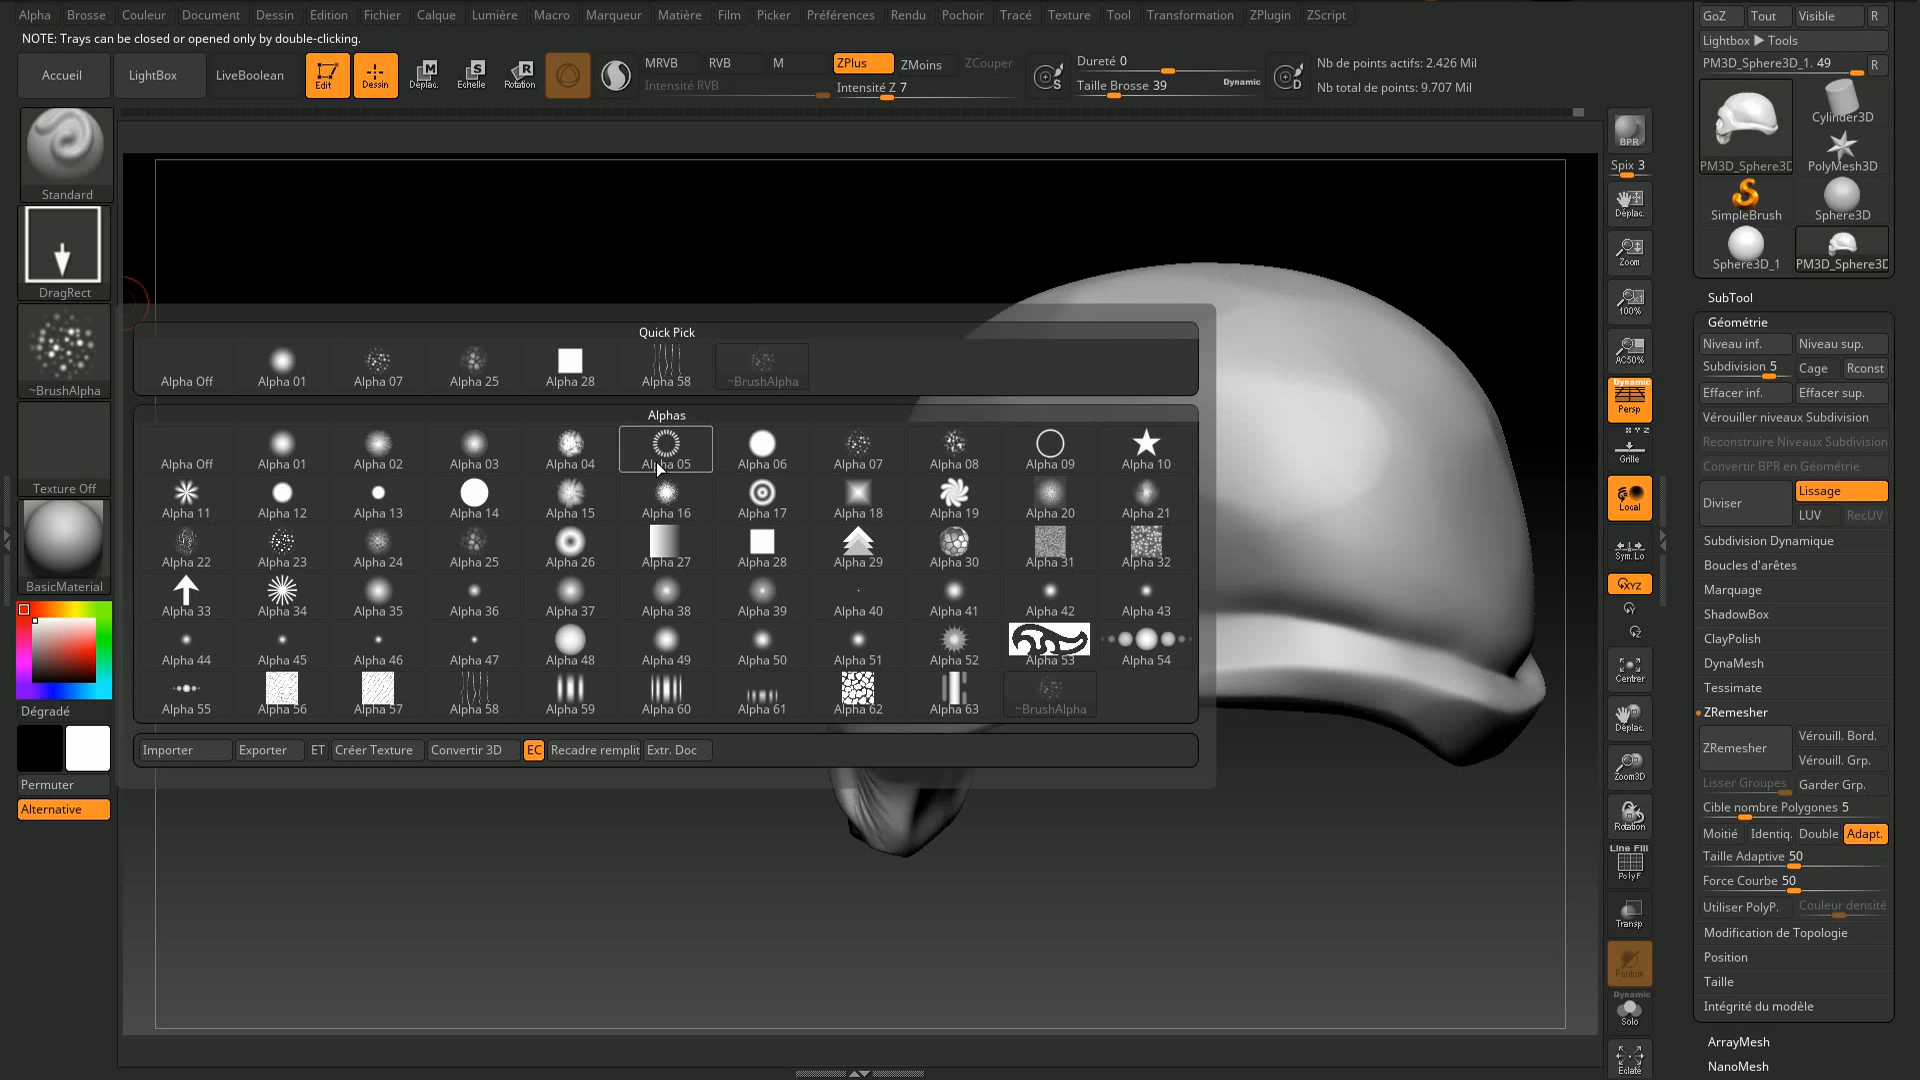 Alpha Brosse Couleur Document Dessin Edition Fichier Calque Lumière Macro Marqueur Matière Film Picker Préférences Rendu Pochoir Tracé Texture Tool Transformation ZPlugin ZScript
NOTE: Trays can be closed or opened only by double-clicking.
Accueil LightBox LiveBoolean Edit Dessin Déplac. Echelle Rotation
MRVB RVB M ZPlus ZMoins ZCouper
Intensité RVB Intensité Z 7
Dureté 0
Taille Brosse 39 Dynamic
Nb de points actifs: 2.426 Mil
Nb total de points: 9.707 Mil
Standard
DragRect
~BrushAlpha
Texture Off
BasicMaterial
Dégradé
Permuter
Alternative
Quick Pick
Alpha Off Alpha 01 Alpha 07 Alpha 25 Alpha 28 Alpha 58 ~BrushAlpha
Alphas
Alpha Off Alpha 01 Alpha 02 Alpha 03 Alpha 04 Alpha 05 Alpha 06 Alpha 07 Alpha 08 Alpha 09 Alpha 10
Alpha 11 Alpha 12 Alpha 13 Alpha 14 Alpha 15 Alpha 16 Alpha 17 Alpha 18 Alpha 19 Alpha 20 Alpha 21
Alpha 22 Alpha 23 Alpha 24 Alpha 25 Alpha 26 Alpha 27 Alpha 28 Alpha 29 Alpha 30 Alpha 31 Alpha 32
Alpha 33 Alpha 34 Alpha 35 Alpha 36 Alpha 37 Alpha 38 Alpha 39 Alpha 40 Alpha 41 Alpha 42 Alpha 43
Alpha 44 Alpha 45 Alpha 46 Alpha 47 Alpha 48 Alpha 49 Alpha 50 Alpha 51 Alpha 52 Alpha 53 Alpha 54
Alpha 55 Alpha 56 Alpha 57 Alpha 58 Alpha 59 Alpha 60 Alpha 61 Alpha 62 Alpha 63 ~BrushAlpha
Importer Exporter ET Créer Texture Convertir 3D EC Recadre remplit Extr. Doc
BPR
Spix 3
Déplac.
Zoom
100%
AC50%
Dynamic
Persp
X Y Z
Grille
Local
Sym. Lo
XYZ
Y
Z
Centrer
Déplac.
Zoom3D
Rotation
Line Fill
PolyF
Transp
Fantom
Dynamic
Solo
Eclaté
GoZ Tout Visible R
Lightbox ▶ Tools
PM3D_Sphere3D_1. 49 R
PM3D_Sphere3D Cylinder3D
PolyMesh3D
SimpleBrush Sphere3D
Sphere3D_1 PM3D_Sphere3D
SubTool
Géométrie
Niveau inf. Niveau sup.
Subdivision 5 Cage Rconst
Effacer inf. Effacer sup.
Vérouiller niveaux Subdivision
Reconstruire Niveaux Subdivision
Convertir BPR en Géométrie
Diviser Lissage
LUV RecUV
Subdivision Dynamique
Boucles d'arêtes
Marquage
ShadowBox
ClayPolish
DynaMesh
Tessimate
ZRemesher
ZRemesher Vérouill. Bord.
Vérouill. Grp.
Lisser Groupes Garder Grp.
Cible nombre Polygones 5
Moitié Identiq. Double Adapt.
Taille Adaptive 50
Force Courbe 50
Utiliser PolyP. Couleur densité
Modification de Topologie
Position
Taille
Intégrité du modèle
ArrayMesh
NanoMesh